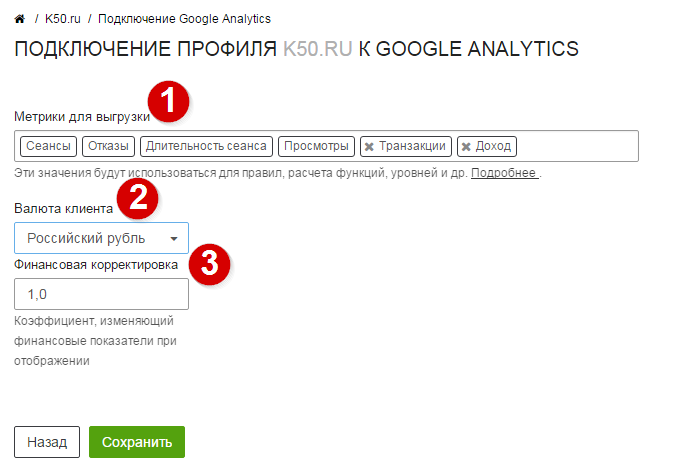 / K50.ru / Подключение Google Analytics
ПОДКЛЮЧЕНИЕ ПРОФИЛЯ K50.RU К GOOGLE ANALYTICS
1
Метрики для выгрузки
Сеансы Отказы Длительность сеанса Просмотры ✖ Транзакции ✖ Доход
Эти значения будут использоваться для правил, расчета функций, уровней и др. Подробнее .
2
Валюта клиента
Российский рубль
Финансовая корректировка 3
1,0
Коэффициент, изменяющий
финансовые показатели при
отображении
Назад Сохранить